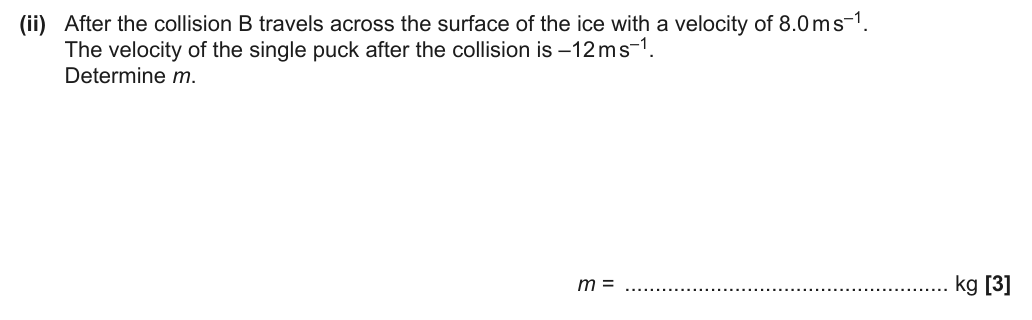 (ii) After the collision B travels across the surface of the ice with a velocity of 8.0 m s⁻¹.
The velocity of the single puck after the collision is –12 m s⁻¹.
Determine m.
m = ...................................................... kg [3]